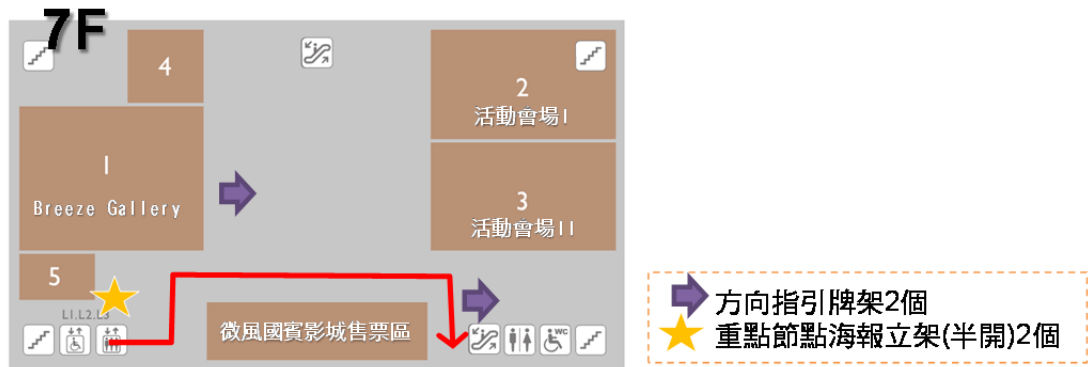 7F
4
2
活動會場I
1
Breeze Gallery
3
活動會場II
5
L1.L2.L3
微風國賓影城售票區
WC
方向指引牌架2個
重點節點海報立架(半開)2個